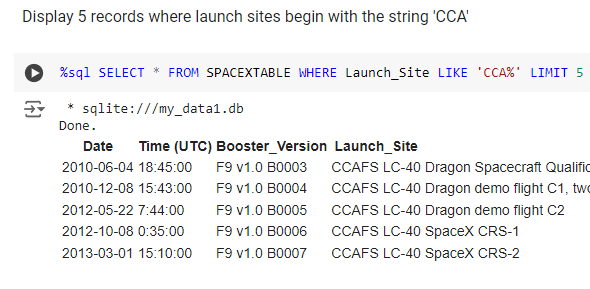 Display 5 records where launch sites begin with the string 'CCA'
%sql SELECT * FROM SPACEXTABLE WHERE Launch_Site LIKE 'CCA%' LIMIT 5
* sqlite:///my_data1.db
Done.
Date Time (UTC) Booster_Version Launch_Site
2010-06-04 18:45:00 F9 v1.0 B0003 CCAFS LC-40 Dragon Spacecraft Qualific
2010-12-08 15:43:00 F9 v1.0 B0004 CCAFS LC-40 Dragon demo flight C1, two
2012-05-22 7:44:00 F9 v1.0 B0005 CCAFS LC-40 Dragon demo flight C2
2012-10-08 0:35:00 F9 v1.0 B0006 CCAFS LC-40 SpaceX CRS-1
2013-03-01 15:10:00 F9 v1.0 B0007 CCAFS LC-40 SpaceX CRS-2